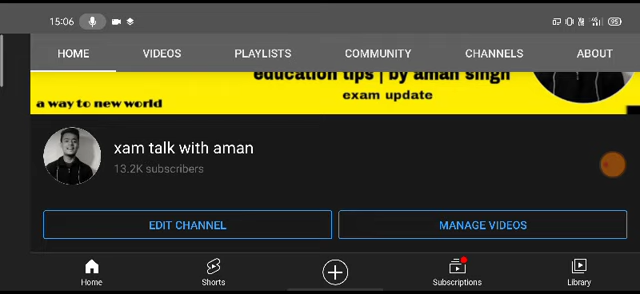 15:06
HOME VIDEOS PLAYLISTS COMMUNITY CHANNELS ABOUT
education tips | by aman singh
exam update
a way to new world
xam talk with aman
13.2K subscribers
EDIT CHANNEL MANAGE VIDEOS
Home Shorts Subscriptions Library